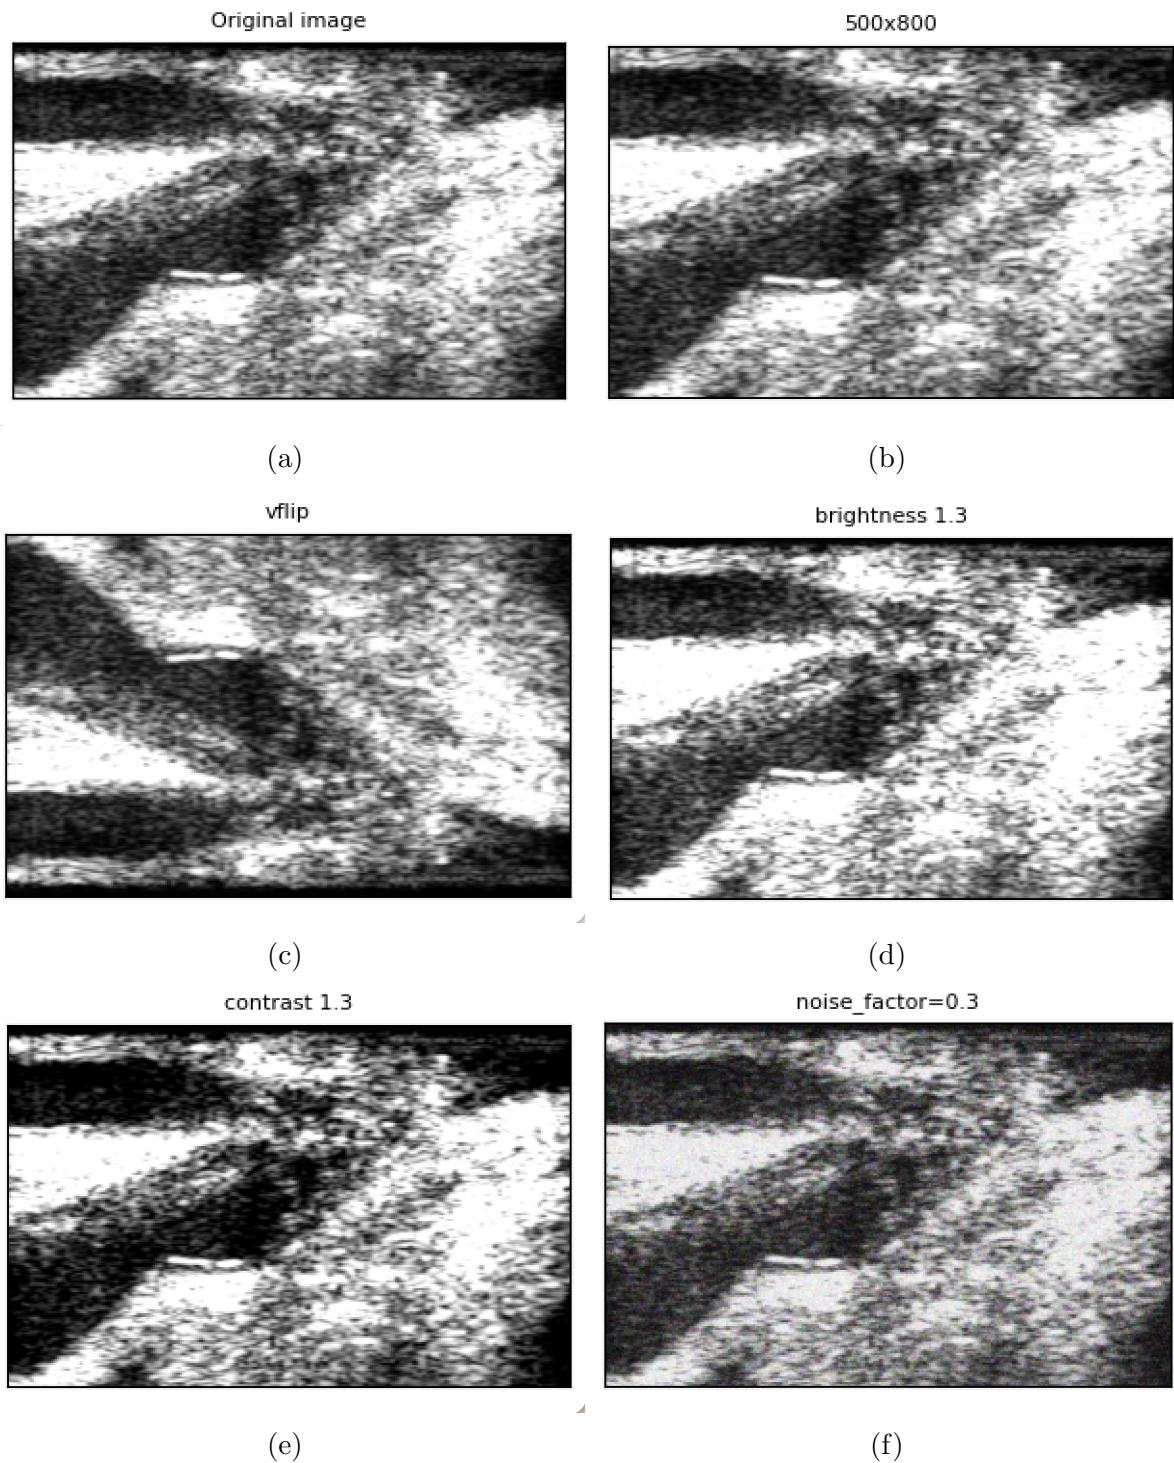 Original image
500x800
(a)
(b)
vflip
brightness 1.3
(c)
(d)
contrast 1.3
noise_factor=0.3
(e)
(f)